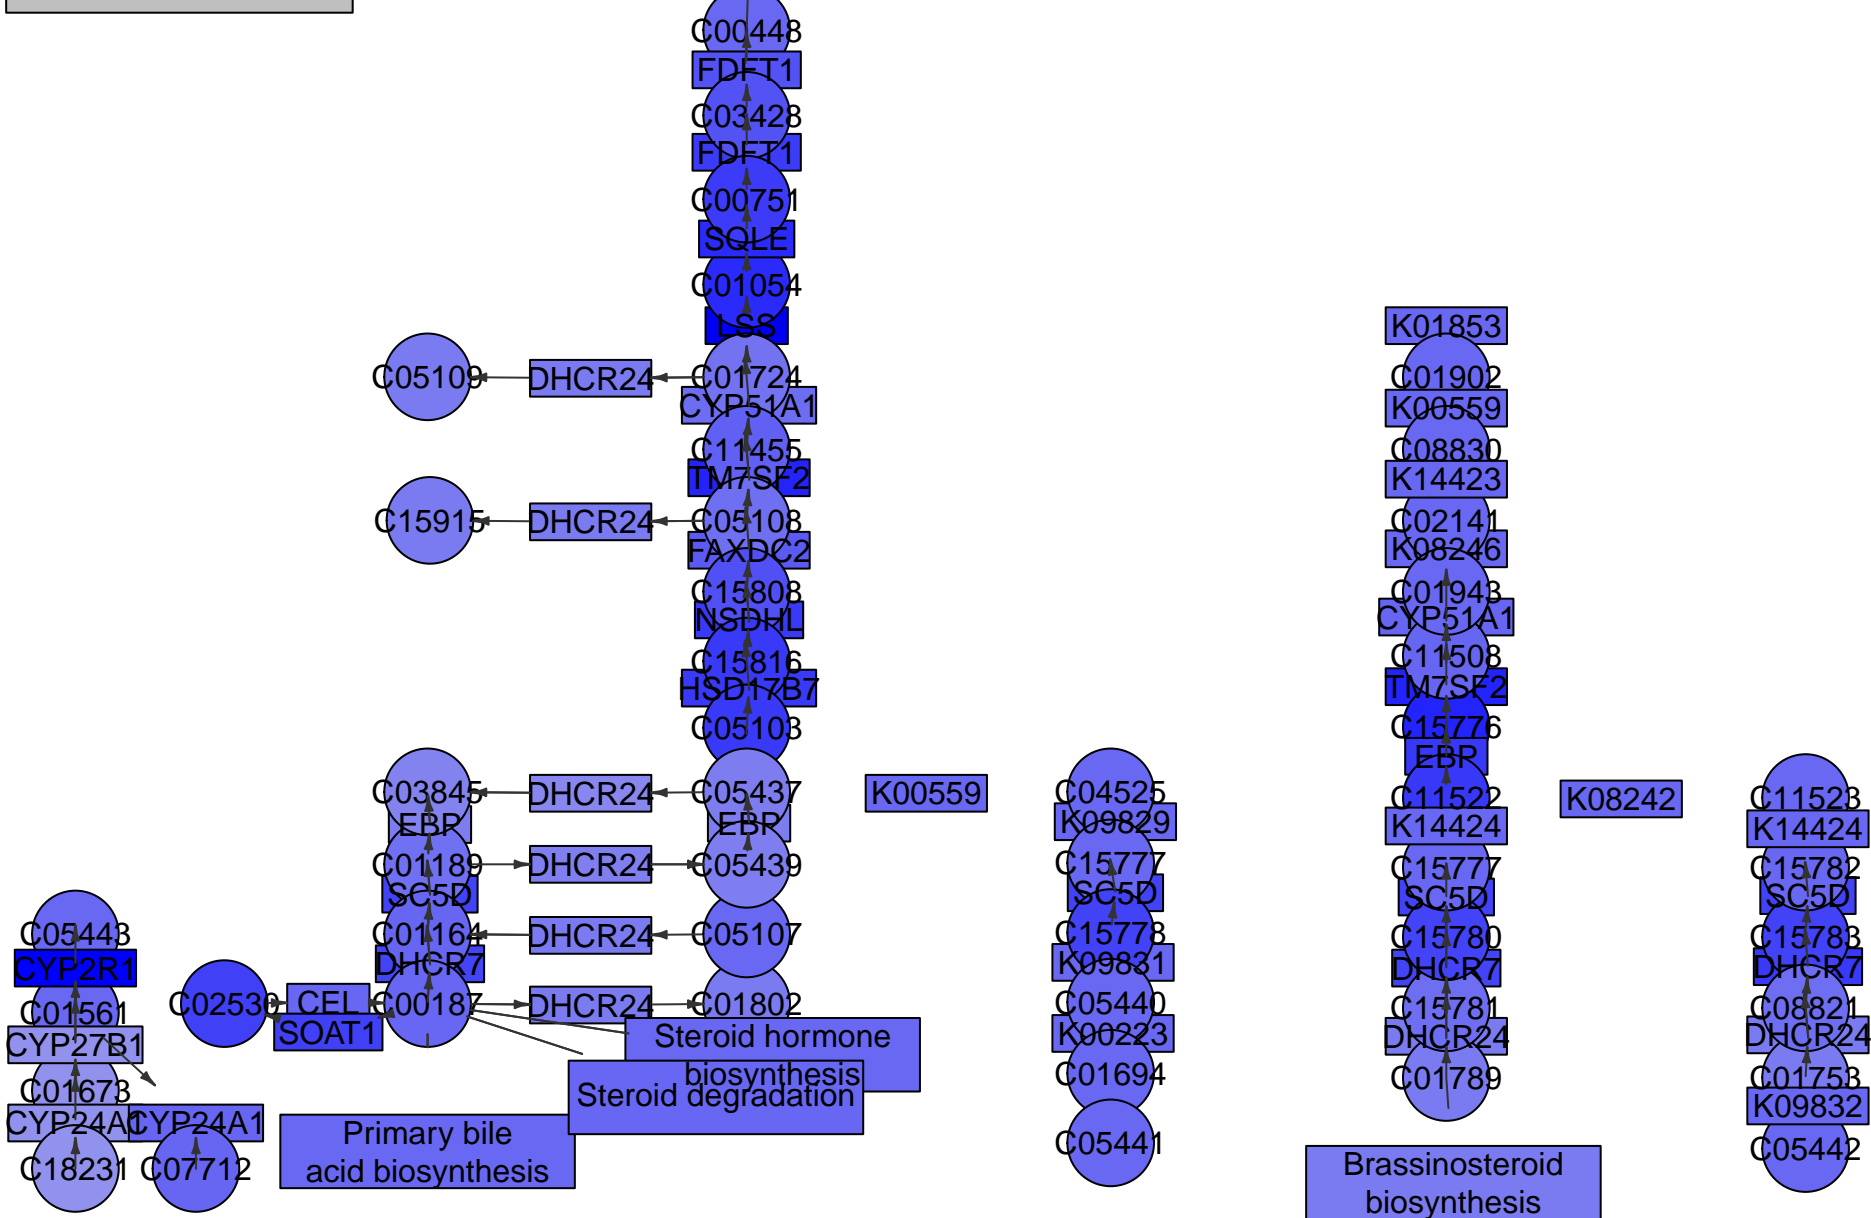 C00448
FDFT1
C03428
FDFT1
C00751
SQLE
C01054
LSS
C05109
DHCR24
C01724
CYP51A1
C11455
TM7SF2
C15915
DHCR24
C05108
FAXDC2
C15808
NSDHL
C15816
HSD17B7
C05103
C03845
DHCR24
C05437
EBP
EBP
C01189
DHCR24
C05439
SC5D
C01164
DHCR24
C05107
DHCR7
C02530
CEL
SOAT1
C00187
DHCR24
C01802
Steroid hormone
biosynthesis
Steroid degradation
Primary bile
acid biosynthesis
C05443
CYP2R1
C01561
CYP27B1
C01673
CYP24A1
CYP24A1
C18231
C07712
K00559
C04525
K09829
C15777
SC5D
C15778
K09831
C05440
K00223
C01694
C05441
K01853
C01902
K00559
C08830
K14423
C02141
K08246
C01943
CYP51A1
C11508
TM7SF2
C15776
EBP
C11522
K14424
C15777
SC5D
C15780
DHCR7
C15781
DHCR24
C01789
Brassinosteroid
biosynthesis
K08242
C11523
K14424
C15782
SC5D
C15783
DHCR7
C08821
DHCR24
C01753
K09832
C05442